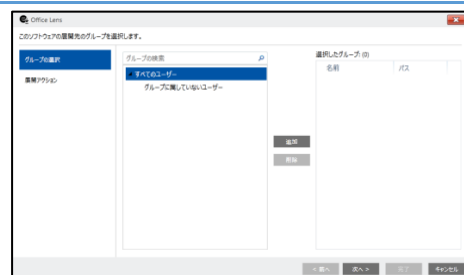 Office Lens
このソフトウェアの展開先のグループを選択します。
グループの選択
展開アクション
グループの検索
すべてのユーザー
グループに属していないユーザー
追加
削除
選択したグループ: (0)
名前 パス
< 前へ 次へ > 完了 キャンセル